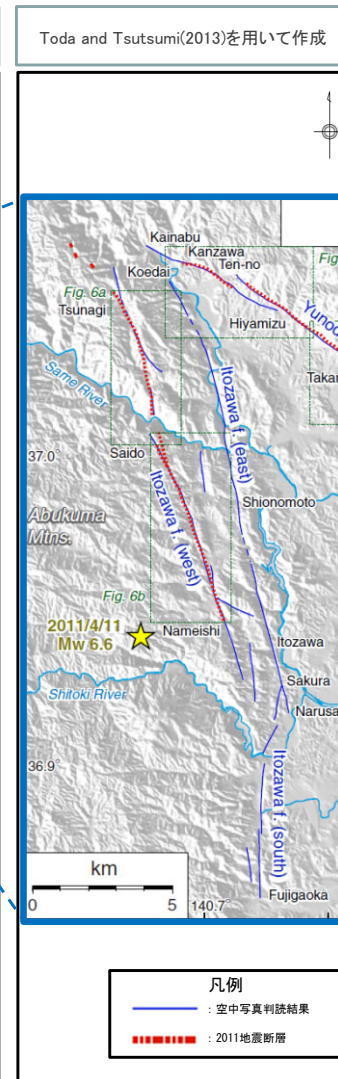 Toda and Tsutsumi(2013)を用いて作成
Kainabu
Kanzawa
Ten-no
Koedai
Fig. 6a
Tsunagi
Hiyamizu
Same River
Itozawa f. (east)
37.0°
Saido
Abukuma
Mtns.
Itozawa f. (west)
Shionomoto
Fig. 6b
2011/4/11
Mw 6.6
Nameishi
Itozawa
Sakura
Shitoki River
Narusa
36.9°
Itozawa f. (south)
km
0
5
140.7°
Fujigaoka
凡例
：空中写真判読結果
：2011地震断層